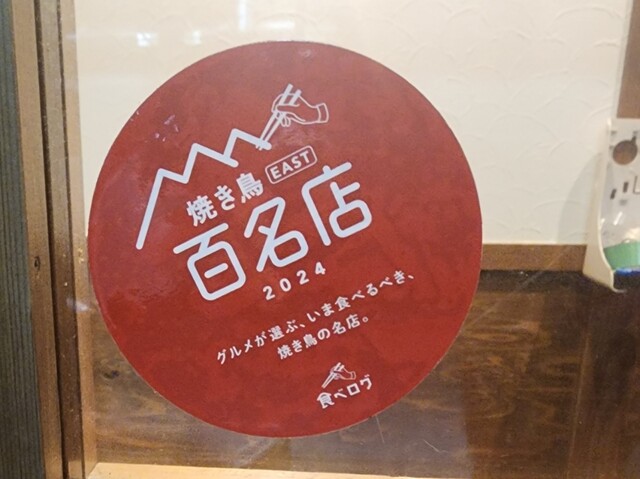 焼き鳥 EAST
百名店
2024
グルメが選ぶ、いま食べるべき、
焼き鳥の名店。
食べログ